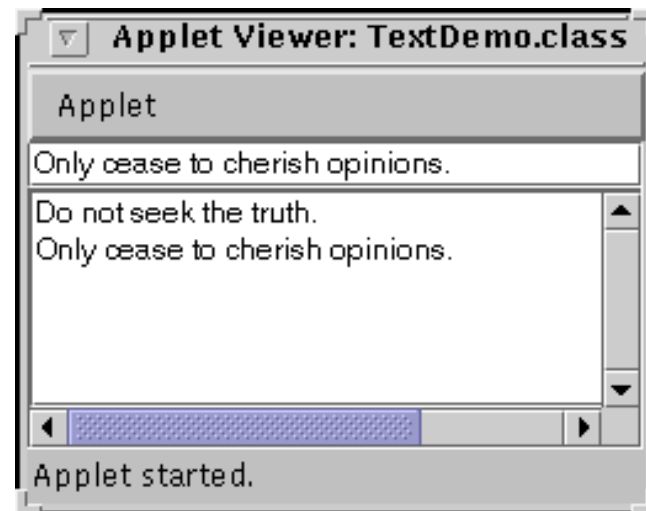 Applet Viewer: TextDemo.class
Applet
Only cease to cherish opinions.
Do not seek the truth.
Only cease to cherish opinions.
Applet started.